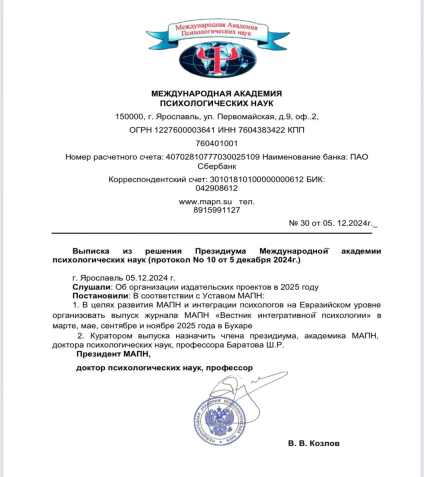 Международная Академия
Психологических наук
МЕЖДУНАРОДНАЯ АКАДЕМИЯ
ПСИХОЛОГИЧЕСКИХ НАУК
150000, г. Ярославль, ул. Первомайская, д.9, оф..2,
ОГРН 1227600003641 ИНН 7604383422 КПП
760401001
Номер расчетного счета: 40702810777030025109 Наименование банка: ПАО
Сбербанк
Корреспондентский счет: 30101810100000000612 БИК:
042908612
www.mapn.su тел.
8915991127
№ 30 от 05. 12.2024г._
Выписка из решения Президиума Международной академии
психологических наук (протокол No 10 от 5 декабря 2024г.)
г. Ярославль 05.12.2024 г.
Слушали: Об организации издательских проектов в 2025 году
Постановили: В соответствии с Уставом МАПН:
1. В целях развития МАПН и интеграции психологов на Евразийском уровне
организовать выпуск журнала МАПН «Вестник интегративной психологии» в
марте, мае, сентябре и ноябре 2025 года в Бухаре
2. Куратором выпуска назначить члена президиума, академика МАПН,
доктора психологических наук, профессора Баратова Ш.Р.
Президент МАПН,
доктор психологических наук, профессор
В. В. Козлов